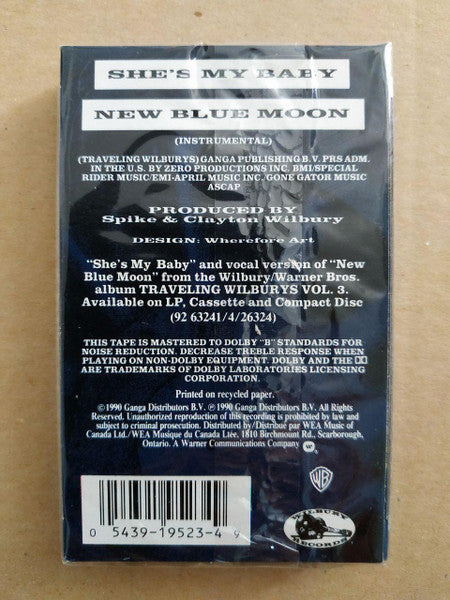 SHE'S MY BABY
NEW BLUE MOON
(INSTRUMENTAL)
(TRAVELING WILBURYS) GANGA PUBLISHING B.V. PRS ADM.
IN THE U.S. BY ZERO PRODUCTIONS INC. BMI/SPECIAL
RIDER MUSIC/EMI-APRIL MUSIC INC./GONE GATOR MUSIC
ASCAP
PRODUCED BY
Spike & Clayton Wilbury
DESIGN: Wherefore Art
"She's My Baby" and vocal version of "New
Blue Moon" from the Wilbury/Warner Bros.
album TRAVELING WILBURYS VOL. 3.
Available on LP, Cassette and Compact Disc
(92 63241/4/26324)
THIS TAPE IS MASTERED TO DOLBY "B" STANDARDS FOR
NOISE REDUCTION. DECREASE TREBLE RESPONSE WHEN
PLAYING ON NON-DOLBY EQUIPMENT. DOLBY AND THE
ARE TRADEMARKS OF DOLBY LABORATORIES LICENSING
CORPORATION.
Printed on recycled paper.
©1990 Ganga Distributors B.V. ℗1990 Ganga Distributors B.V. All Rights
Reserved. Unauthorized reproduction of this recording is prohibited by law and
subject to criminal prosecution. Distributed by/Distribué par WEA Music of
Canada Ltd./WEA Musique du Canada Ltée, 1810 Birchmount Rd., Scarborough,
Ontario. A Warner Communications Company
WB
0 5439-19523-4 9
WILBURY
RECORDS